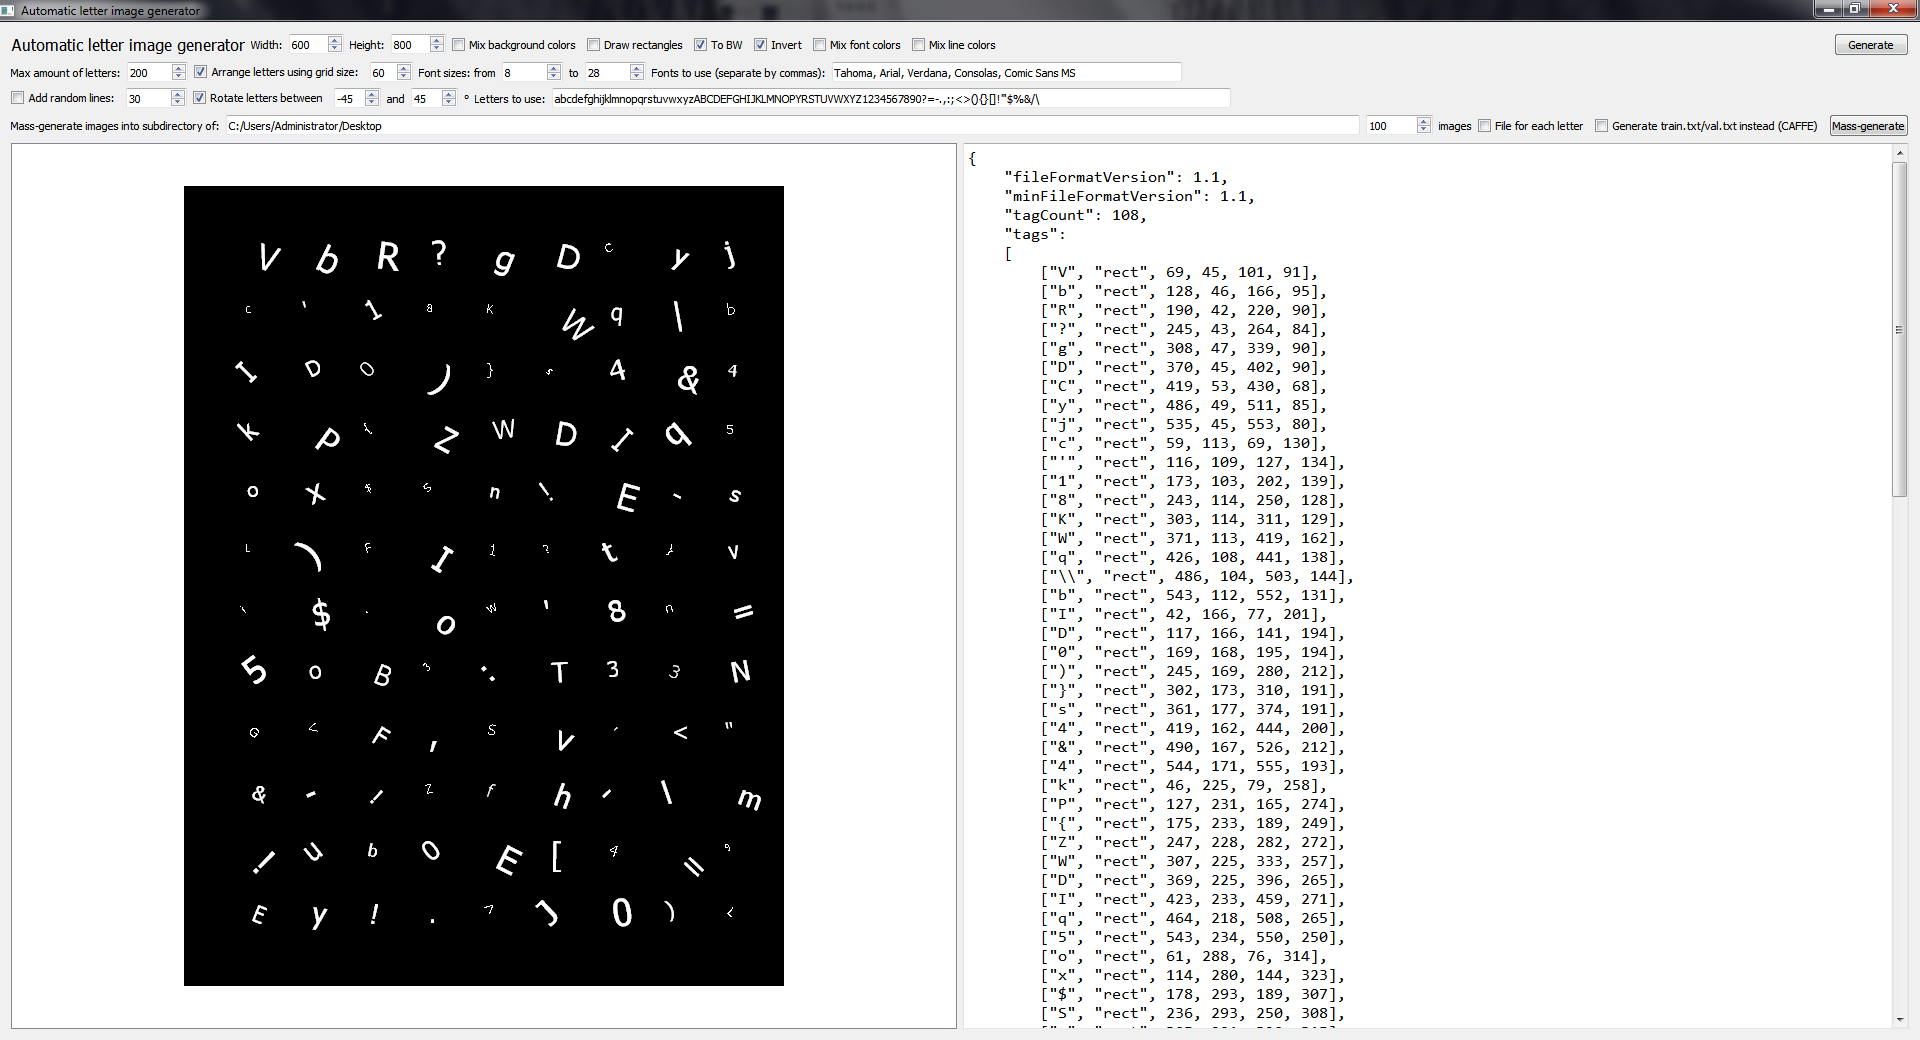 Automatic letter image generator
Automatic letter image generator Width: 600 Height: 800 Mix background colors Draw rectangles To BW Invert Mix font colors Mix line colors Generate
Max amount of letters: 200 Arrange letters using grid size: 60 Font sizes: from 8 to 28 Fonts to use (separate by commas): Tahoma, Arial, Verdana, Consolas, Comic Sans MS
Add random lines: 30 Rotate letters between -45 and 45 ° Letters to use: abcdefghijklmnopqrstuvwxyzABCDEFGHIJKLMNOPYRSTUVWXYZ1234567890?=-.,:;<>(){}[]!"$%&/\
Mass-generate images into subdirectory of: C:/Users/Administrator/Desktop 100 images File for each letter Generate train.txt/val.txt instead (CAFFE) Mass-generate
V b R ? g D c y j
c ' 1 8 K W q \ b
I D 0 ) } s 4 & 4
k P { Z W D I q 5
o x $ S n ! E - s
L ) F I 1 ? t v
$ . o W ' 8 n =
5 o B 3 : T 3 3 N
G < F , S V < "
& - / Z f h - \ m
! u b O E [ 4 = 9
E y ! . 7 J 0 )
{
"fileFormatVersion": 1.1,
"minFileFormatVersion": 1.1,
"tagCount": 108,
"tags":
[
["V", "rect", 69, 45, 101, 91],
["b", "rect", 128, 46, 166, 95],
["R", "rect", 190, 42, 220, 90],
["?", "rect", 245, 43, 264, 84],
["g", "rect", 308, 47, 339, 90],
["D", "rect", 370, 45, 402, 90],
["C", "rect", 419, 53, 430, 68],
["y", "rect", 486, 49, 511, 85],
["j", "rect", 535, 45, 553, 80],
["c", "rect", 59, 113, 69, 130],
["'", "rect", 116, 109, 127, 134],
["1", "rect", 173, 103, 202, 139],
["8", "rect", 243, 114, 250, 128],
["K", "rect", 303, 114, 311, 129],
["W", "rect", 371, 113, 419, 162],
["q", "rect", 426, 108, 441, 138],
["\\", "rect", 486, 104, 503, 144],
["b", "rect", 543, 112, 552, 131],
["I", "rect", 42, 166, 77, 201],
["D", "rect", 117, 166, 141, 194],
["0", "rect", 169, 168, 195, 194],
[")", "rect", 245, 169, 280, 212],
["}", "rect", 302, 173, 310, 191],
["s", "rect", 361, 177, 374, 191],
["4", "rect", 419, 162, 444, 200],
["&", "rect", 490, 167, 526, 212],
["4", "rect", 544, 171, 555, 193],
["k", "rect", 46, 225, 79, 258],
["P", "rect", 127, 231, 165, 274],
["{", "rect", 175, 233, 189, 249],
["Z", "rect", 247, 228, 282, 272],
["W", "rect", 307, 225, 333, 257],
["D", "rect", 369, 225, 396, 265],
["I", "rect", 423, 233, 459, 271],
["q", "rect", 464, 218, 508, 265],
["5", "rect", 543, 234, 550, 250],
["o", "rect", 61, 288, 76, 314],
["x", "rect", 114, 280, 144, 323],
["$", "rect", 178, 293, 189, 307],
["S", "rect", 236, 293, 250, 308],